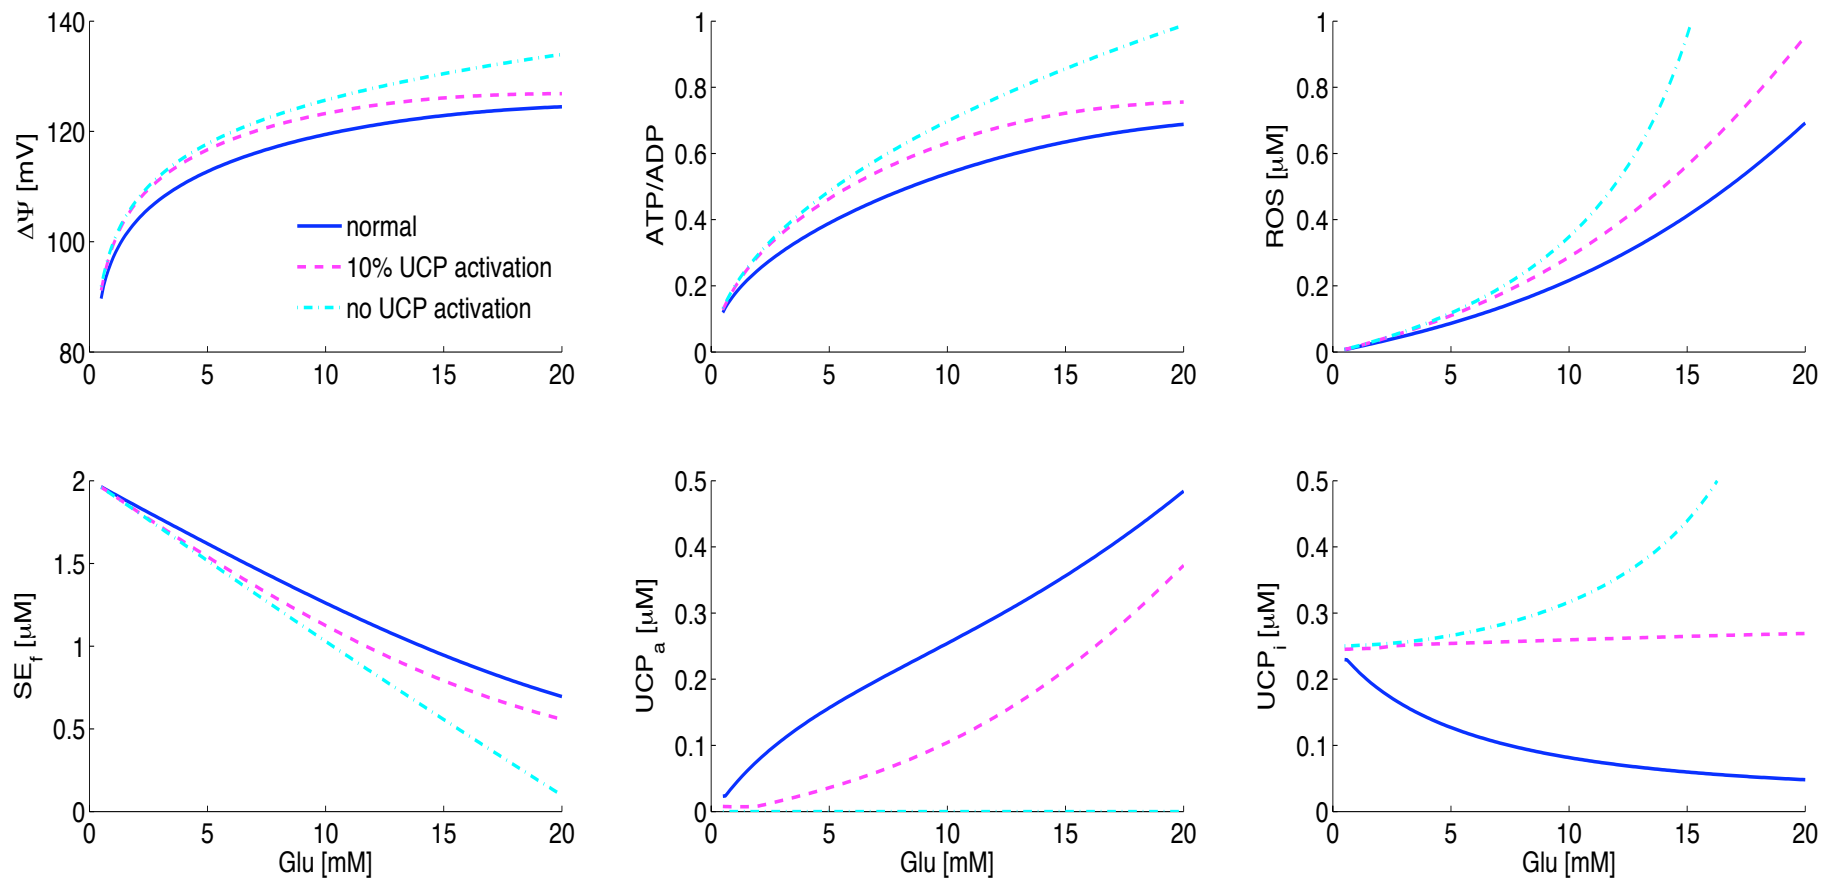 140
120
100
80
ΔΨ [mV]
0 5 10 15 20
normal
10% UCP activation
no UCP activation
1
0.8
0.6
0.4
0.2
0
ATP/ADP
0 5 10 15 20
1
0.8
0.6
0.4
0.2
0
ROS [μM]
0 5 10 15 20
2
1.5
1
0.5
0
SE_f [μM]
0 5 10 15 20
Glu [mM]
0.5
0.4
0.3
0.2
0.1
0
UCP_a [μM]
0 5 10 15 20
Glu [mM]
0.5
0.4
0.3
0.2
0.1
0
UCP_i [μM]
0 5 10 15 20
Glu [mM]